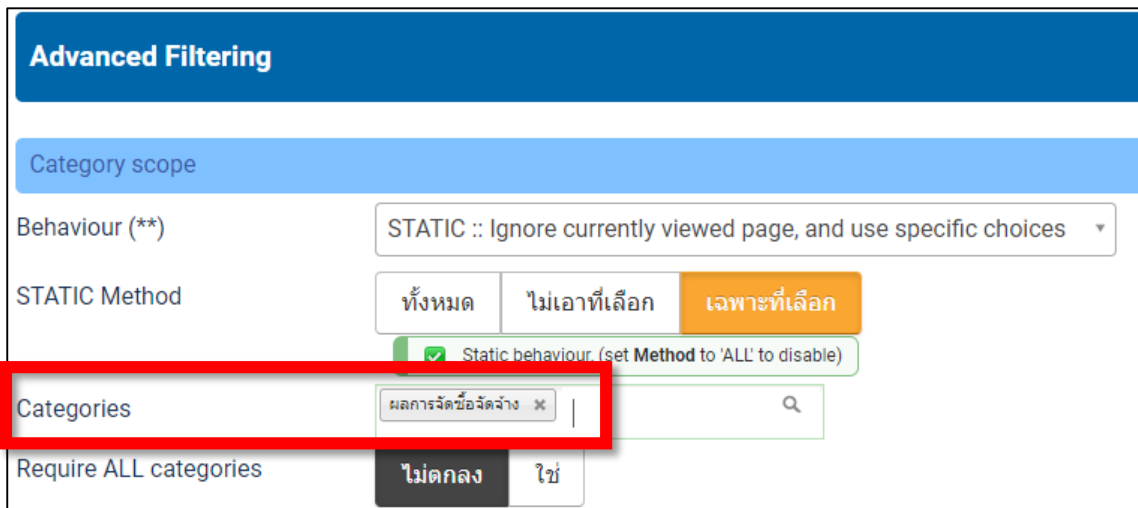 Advanced Filtering
Category scope
Behaviour (**)
STATIC :: Ignore currently viewed page, and use specific choices
STATIC Method
ทั้งหมด ไม่เอาที่เลือก เฉพาะที่เลือก
Static behaviour. (set Method to 'ALL' to disable)
Categories
ผลการจัดซื้อจัดจ้าง
Require ALL categories
ไม่ตกลง ใช่